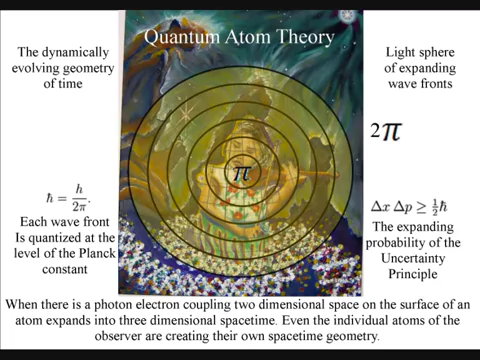 Quantum Atom Theory
The dynamically
evolving geometry
of time
Light sphere
of expanding
wave fronts
2π
π
ħ = h/2π.
Each wave front
Is quantized at the
level of the Planck
constant
Δx Δp ≥ ½ħ
The expanding
probability of the
Uncertainty
Principle
When there is a photon electron coupling two dimensional space on the surface of an
atom expands into three dimensional spacetime. Even the individual atoms of the
observer are creating their own spacetime geometry.